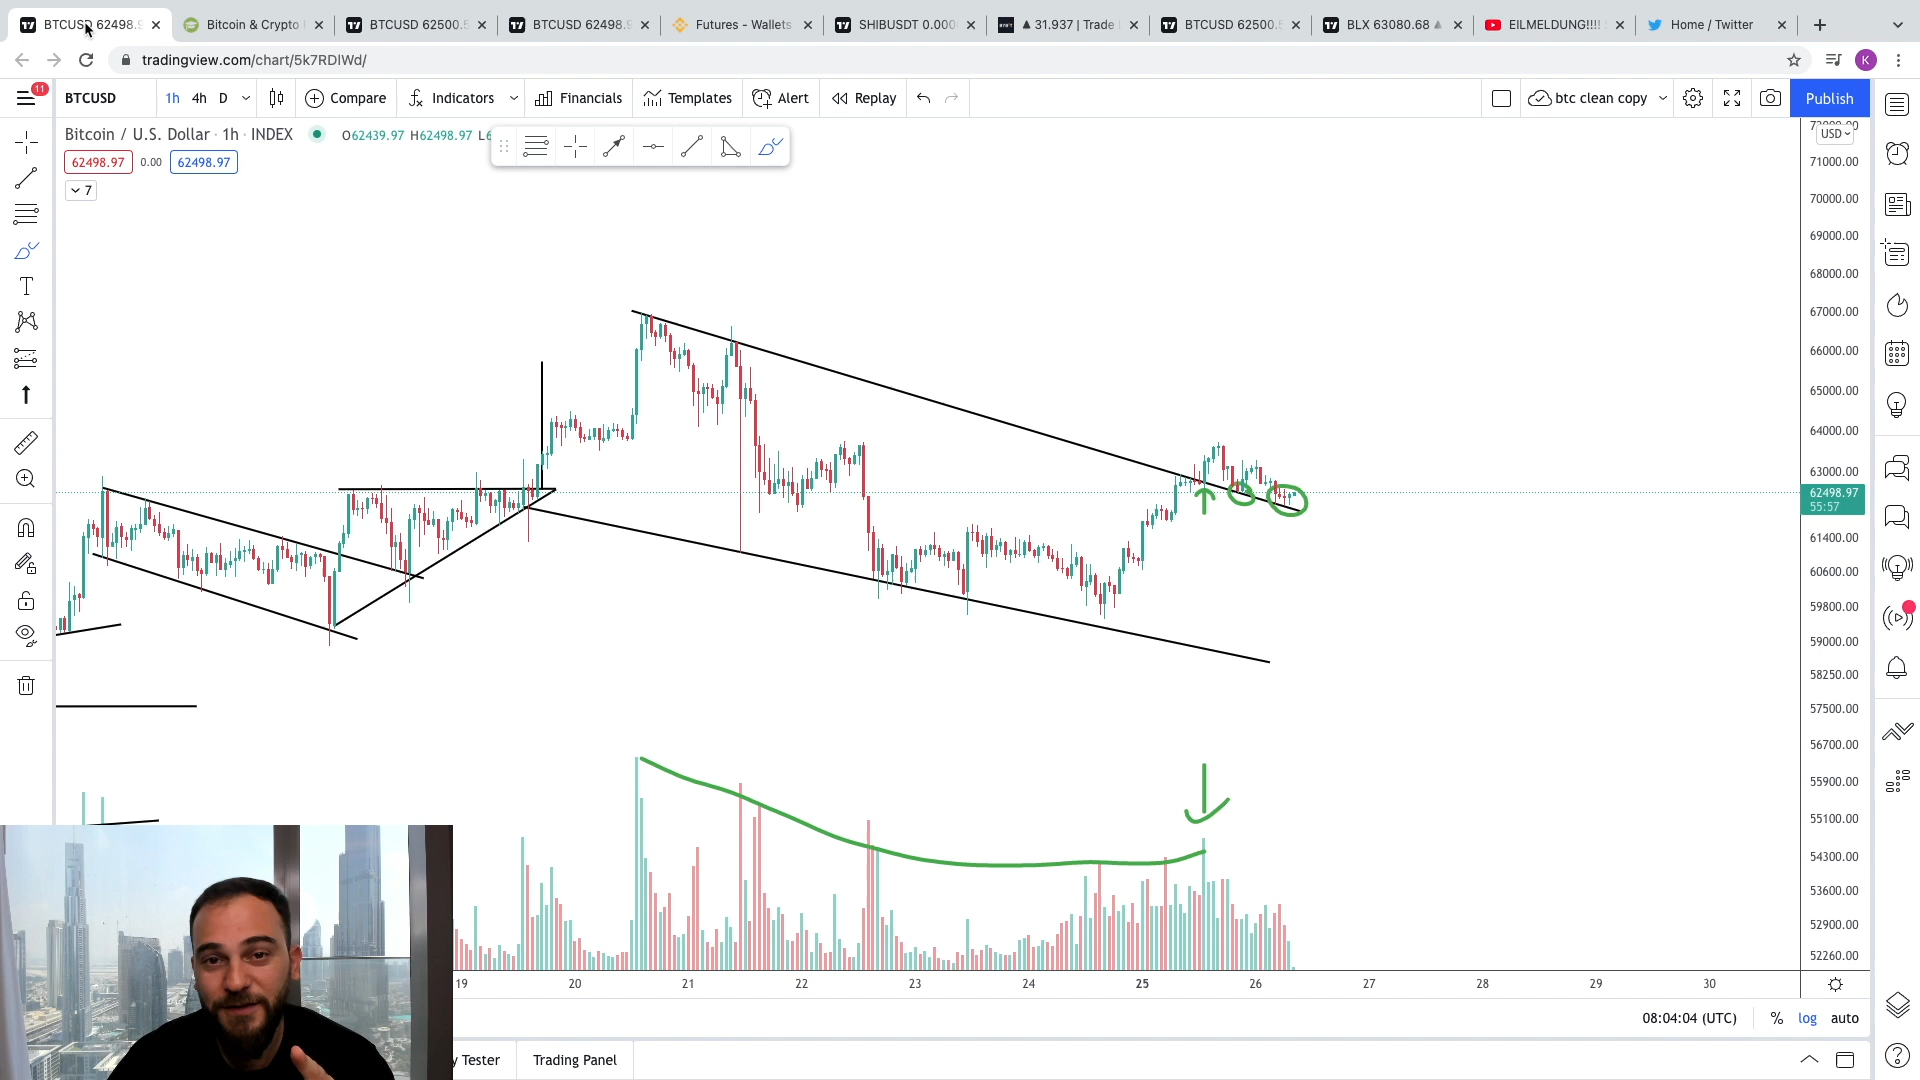 BTCUSD 62498.9
Bitcoin & Crypto
BTCUSD 62500.5
BTCUSD 62498.9
Futures - Wallets
SHIBUSDT 0.000
▲ 31.937 | Trade
BTCUSD 62500.5
BLX 63080.68 ▲
EILMELDUNG!!!!
Home / Twitter
tradingview.com/chart/5k7RDlWd/
K
11
BTCUSD
1h
4h
D
Compare
Indicators
Financials
Templates
Alert
Replay
btc clean copy
Publish
Bitcoin / U.S. Dollar · 1h · INDEX
O62439.97 H62498.97 L6
62498.97
0.00
62498.97
7
USD
71000.00
70000.00
69000.00
68000.00
67000.00
66000.00
65000.00
64000.00
63000.00
62498.97
55:57
61400.00
60600.00
59800.00
59000.00
58250.00
57500.00
56700.00
55900.00
55100.00
54300.00
53600.00
52900.00
52260.00
19
20
21
22
23
24
25
26
27
28
29
30
08:04:04 (UTC)
%
log
auto
y Tester
Trading Panel